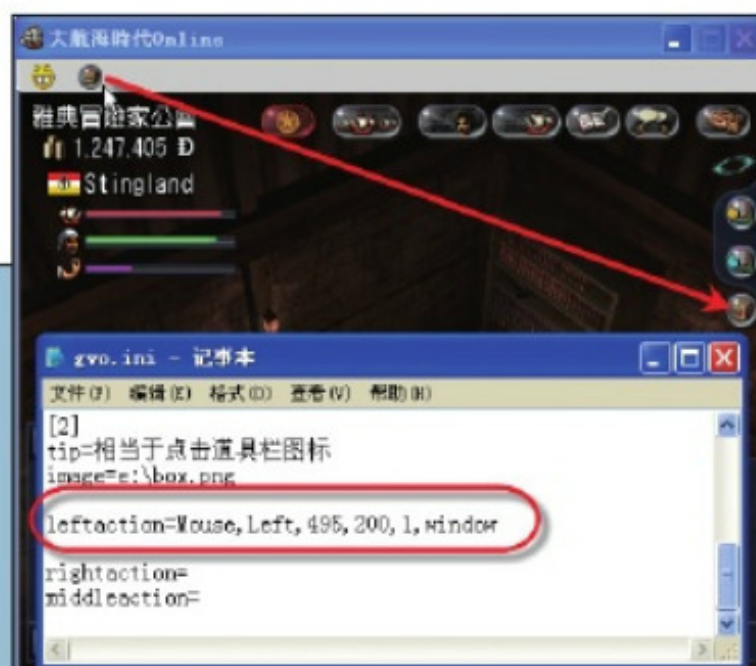 大航海時代Online
雅典冒險家公會
1,247,405 D
Stingland
gvo.ini - 记事本
文件(F) 编辑(E) 格式(O) 查看(V) 帮助(H)
[2]
tip=相当于点击道具栏图标
image=e:\box.png
leftaction=Mouse,Left,495,200,1,window
rightaction=
middleaction=